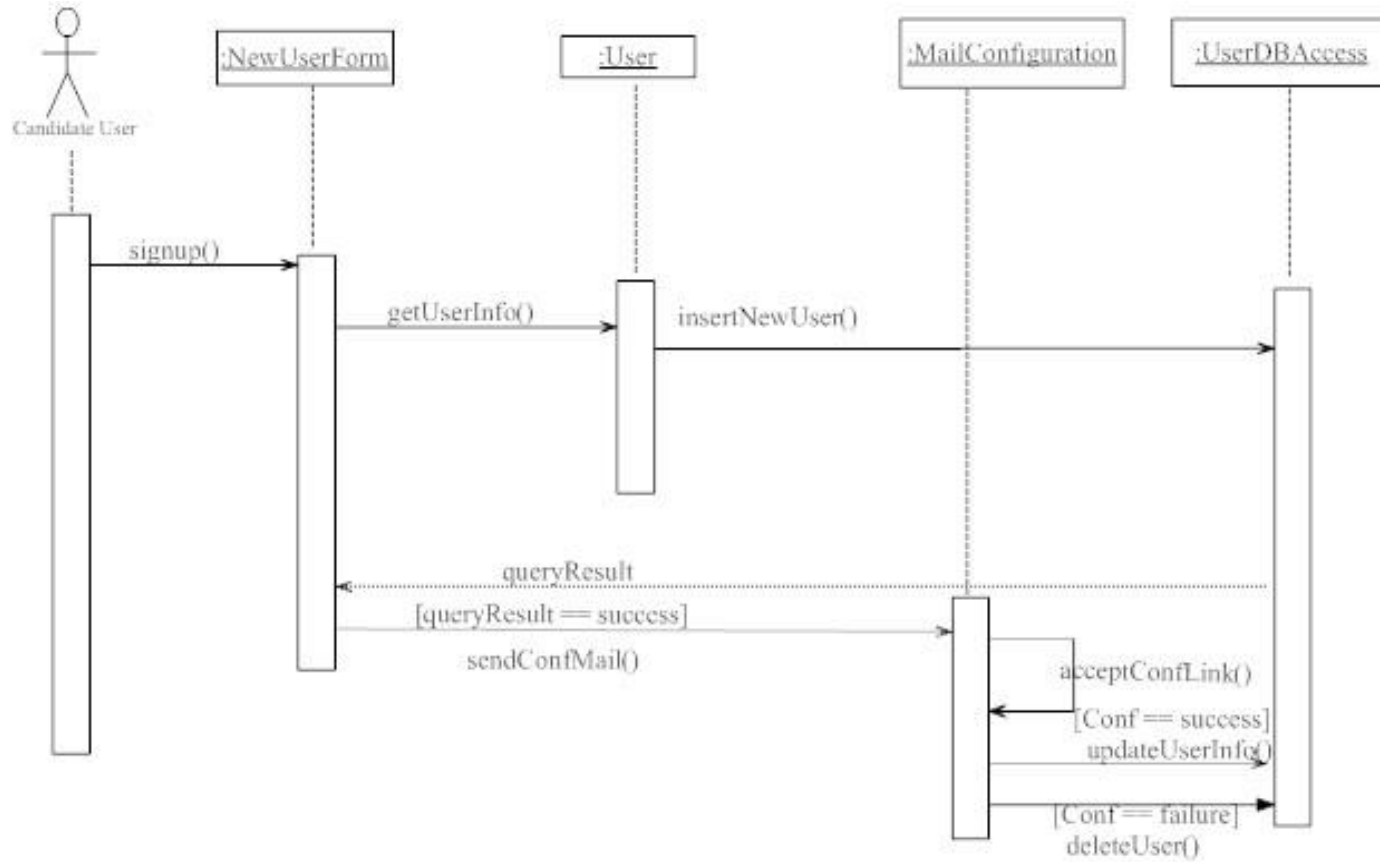 :NewUserForm
:User
:MailConfiguration
:UserDBAccess
Candidate User
signup()
getUserInfo()
insertNewUser()
queryResult
[queryResult == success]
sendConfMail()
acceptConfLink()
[Conf == success]
updateUserInfo()
[Conf == failure]
deleteUser()